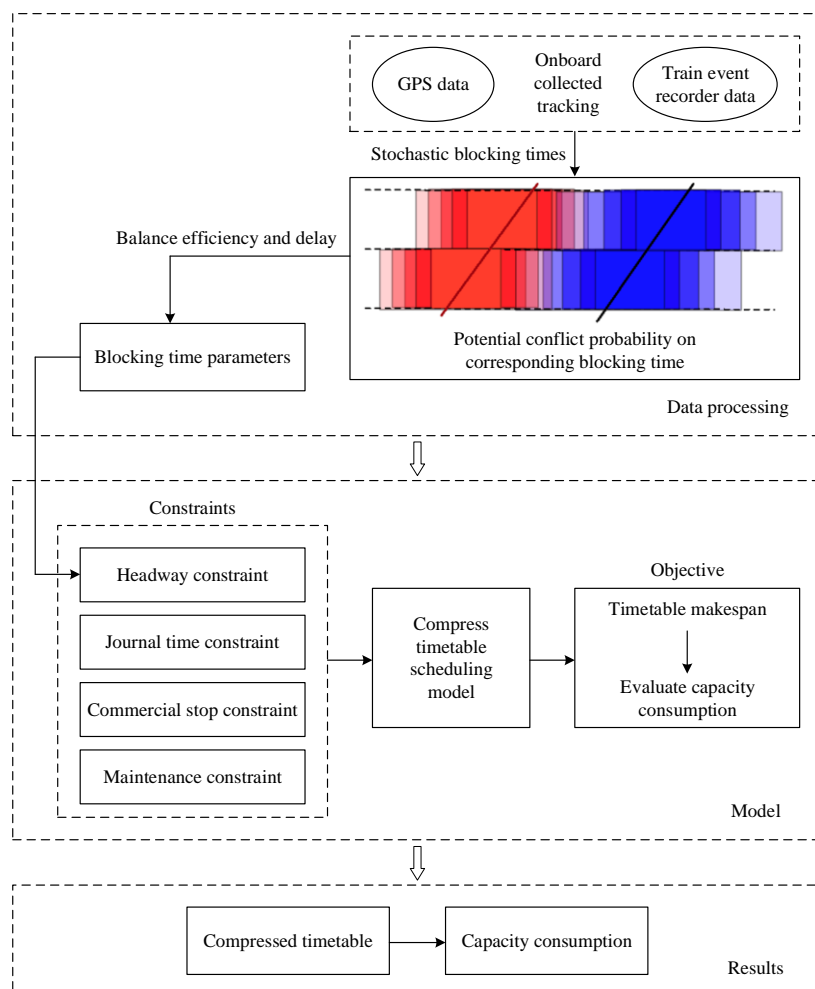 GPS data
Onboard
collected
tracking
Train event
recorder data
Stochastic blocking times
Balance efficiency and delay
Potential conflict probability on
corresponding blocking time
Blocking time parameters
Data processing
Constraints
Headway constraint
Journal time constraint
Commercial stop constraint
Maintenance constraint
Compress
timetable
scheduling
model
Objective
Timetable makespan
Evaluate capacity
consumption
Model
Compressed timetable
Capacity consumption
Results